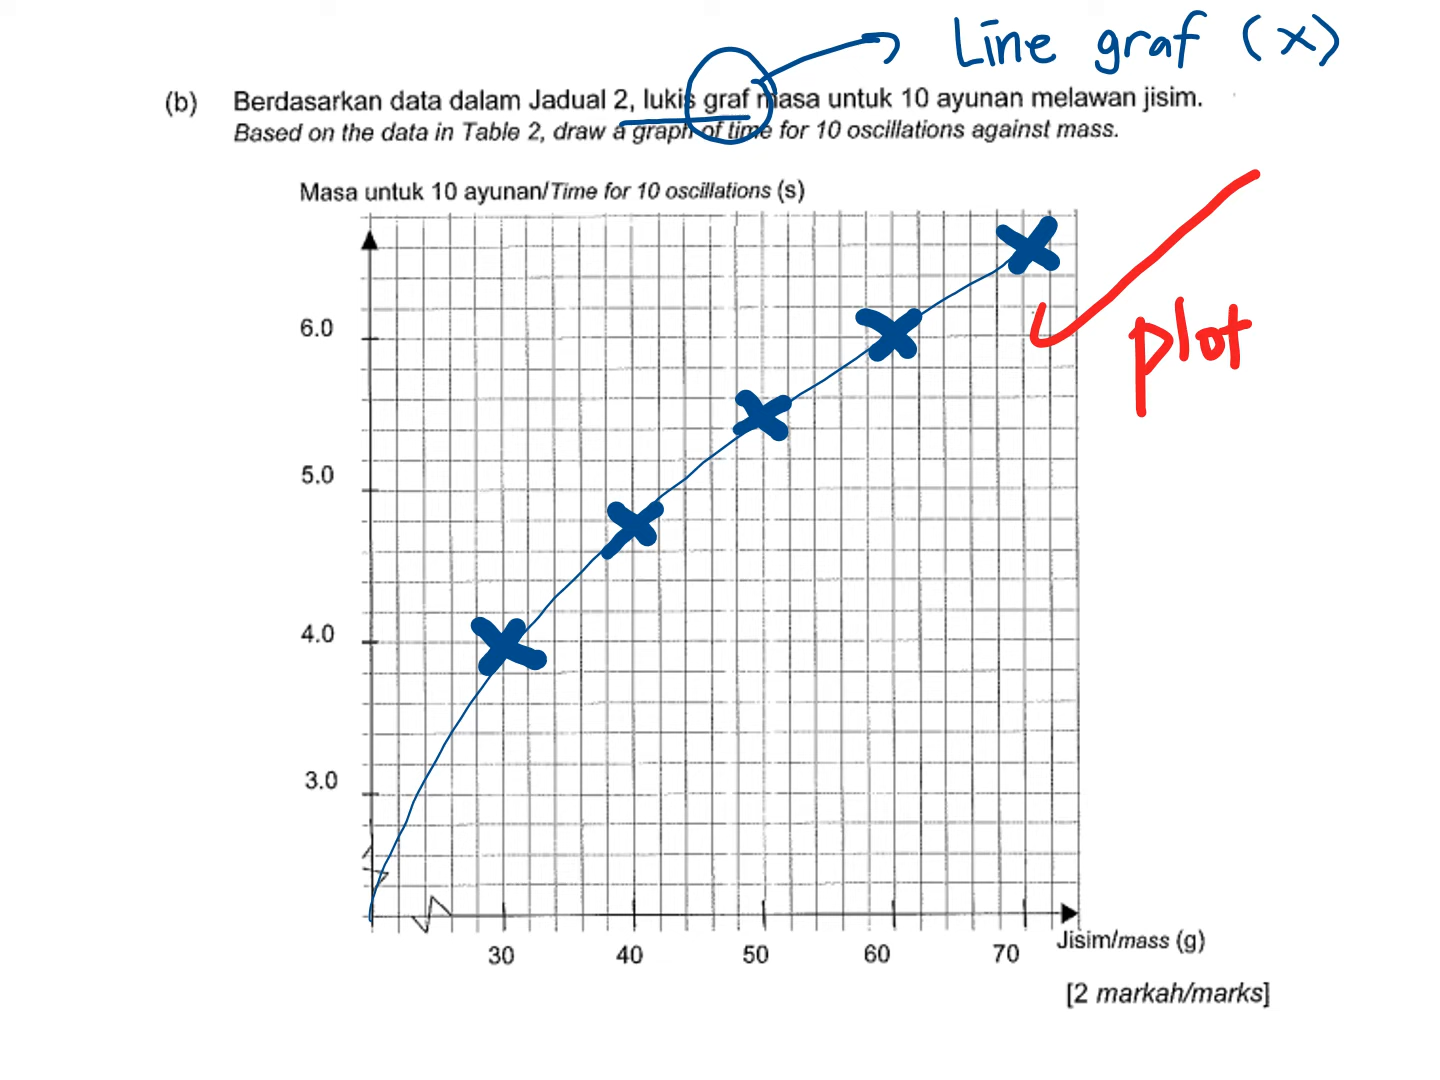 Line graf (x)
(b) Berdasarkan data dalam Jadual 2, lukis graf masa untuk 10 ayunan melawan jisim.
Based on the data in Table 2, draw a graph of time for 10 oscillations against mass.
Masa untuk 10 ayunan/Time for 10 oscillations (s)
6.0
plot
5.0
4.0
3.0
30 40 50 60 70
Jisim/mass (g)
[2 markah/marks]